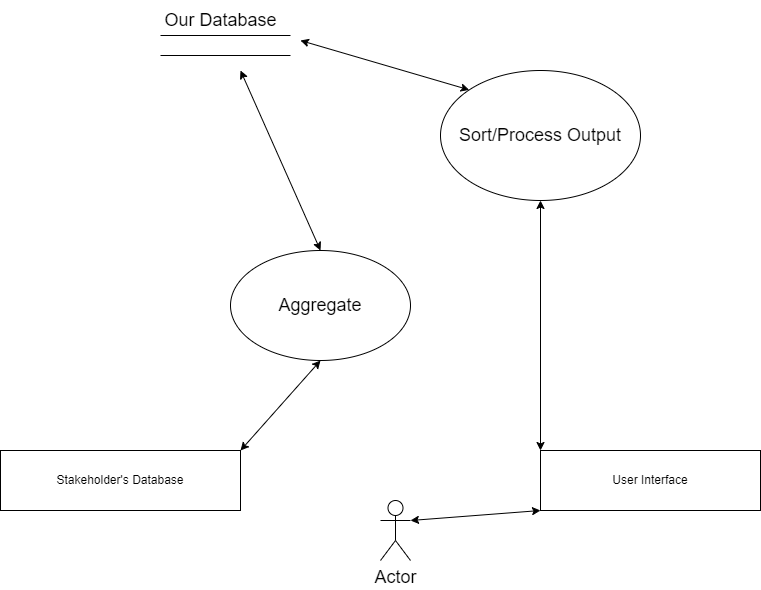 Our Database
Sort/Process Output
Aggregate
Stakeholder's Database
User Interface
Actor